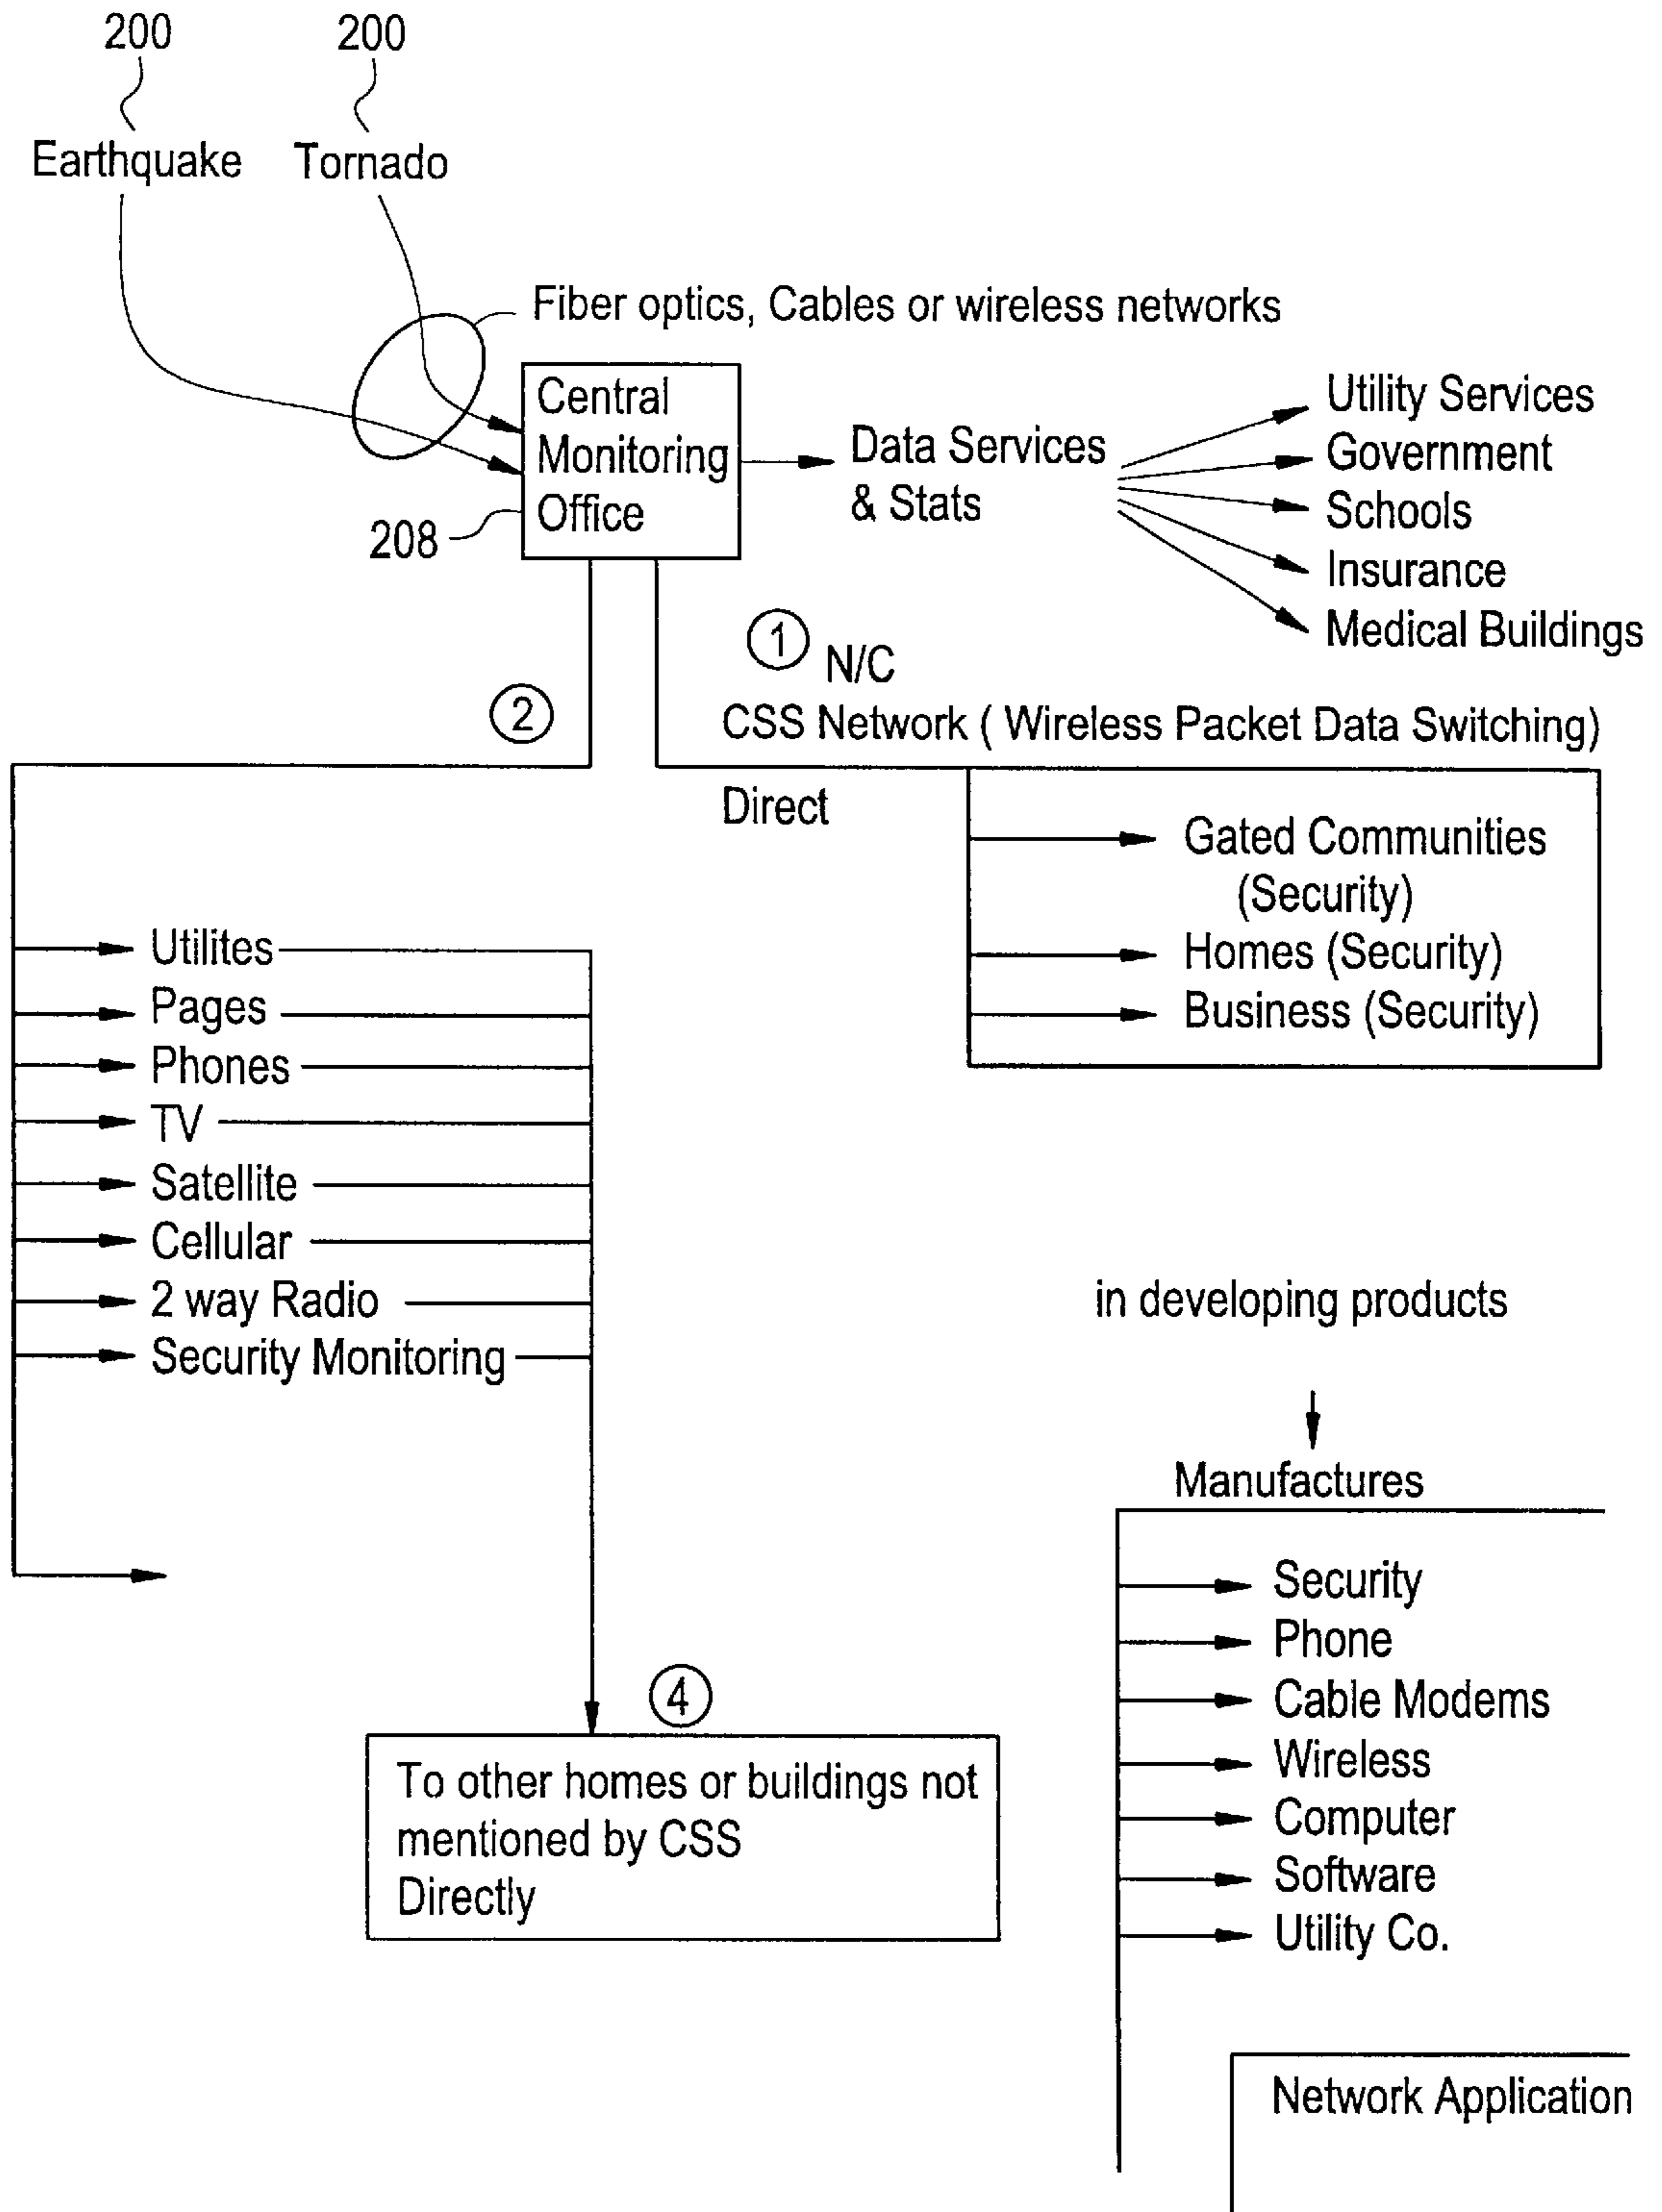 200
200
Earthquake
Tornado
Fiber optics, Cables or wireless networks
Central
Monitoring
Office
208
Data Services
& Stats
Utility Services
Government
Schools
Insurance
Medical Buildings
1
N/C
2
CSS Network ( Wireless Packet Data Switching)
Direct
Gated Communities
(Security)
Homes (Security)
Business (Security)
Utilites
Pages
Phones
TV
Satellite
Cellular
2 way Radio
Security Monitoring
in developing products
Manufactures
Security
Phone
Cable Modems
Wireless
Computer
Software
Utility Co.
4
To other homes or buildings not
mentioned by CSS
Directly
Network Application